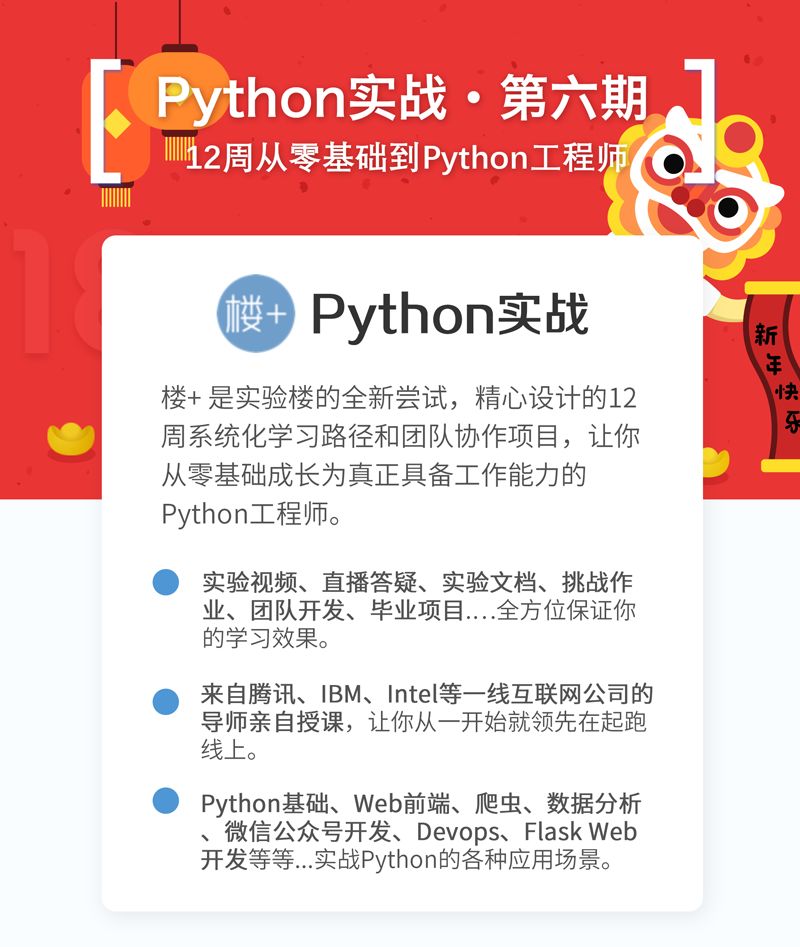 Python实战·第六期
12周从零基础到Python工程师
18
新年快乐
楼+ Python实战
楼+ 是实验楼的全新尝试，精心设计的12
周系统化学习路径和团队协作项目，让你
从零基础成长为真正具备工作能力的
Python工程师。
实验视频、直播答疑、实验文档、挑战作
业、团队开发、毕业项目....全方位保证你
的学习效果。
来自腾讯、IBM、Intel等一线互联网公司的
导师亲自授课，让你从一开始就领先在起跑
线上。
Python基础、Web前端、爬虫、数据分析
、微信公众号开发、Devops、Flask Web
开发等等...实战Python的各种应用场景。